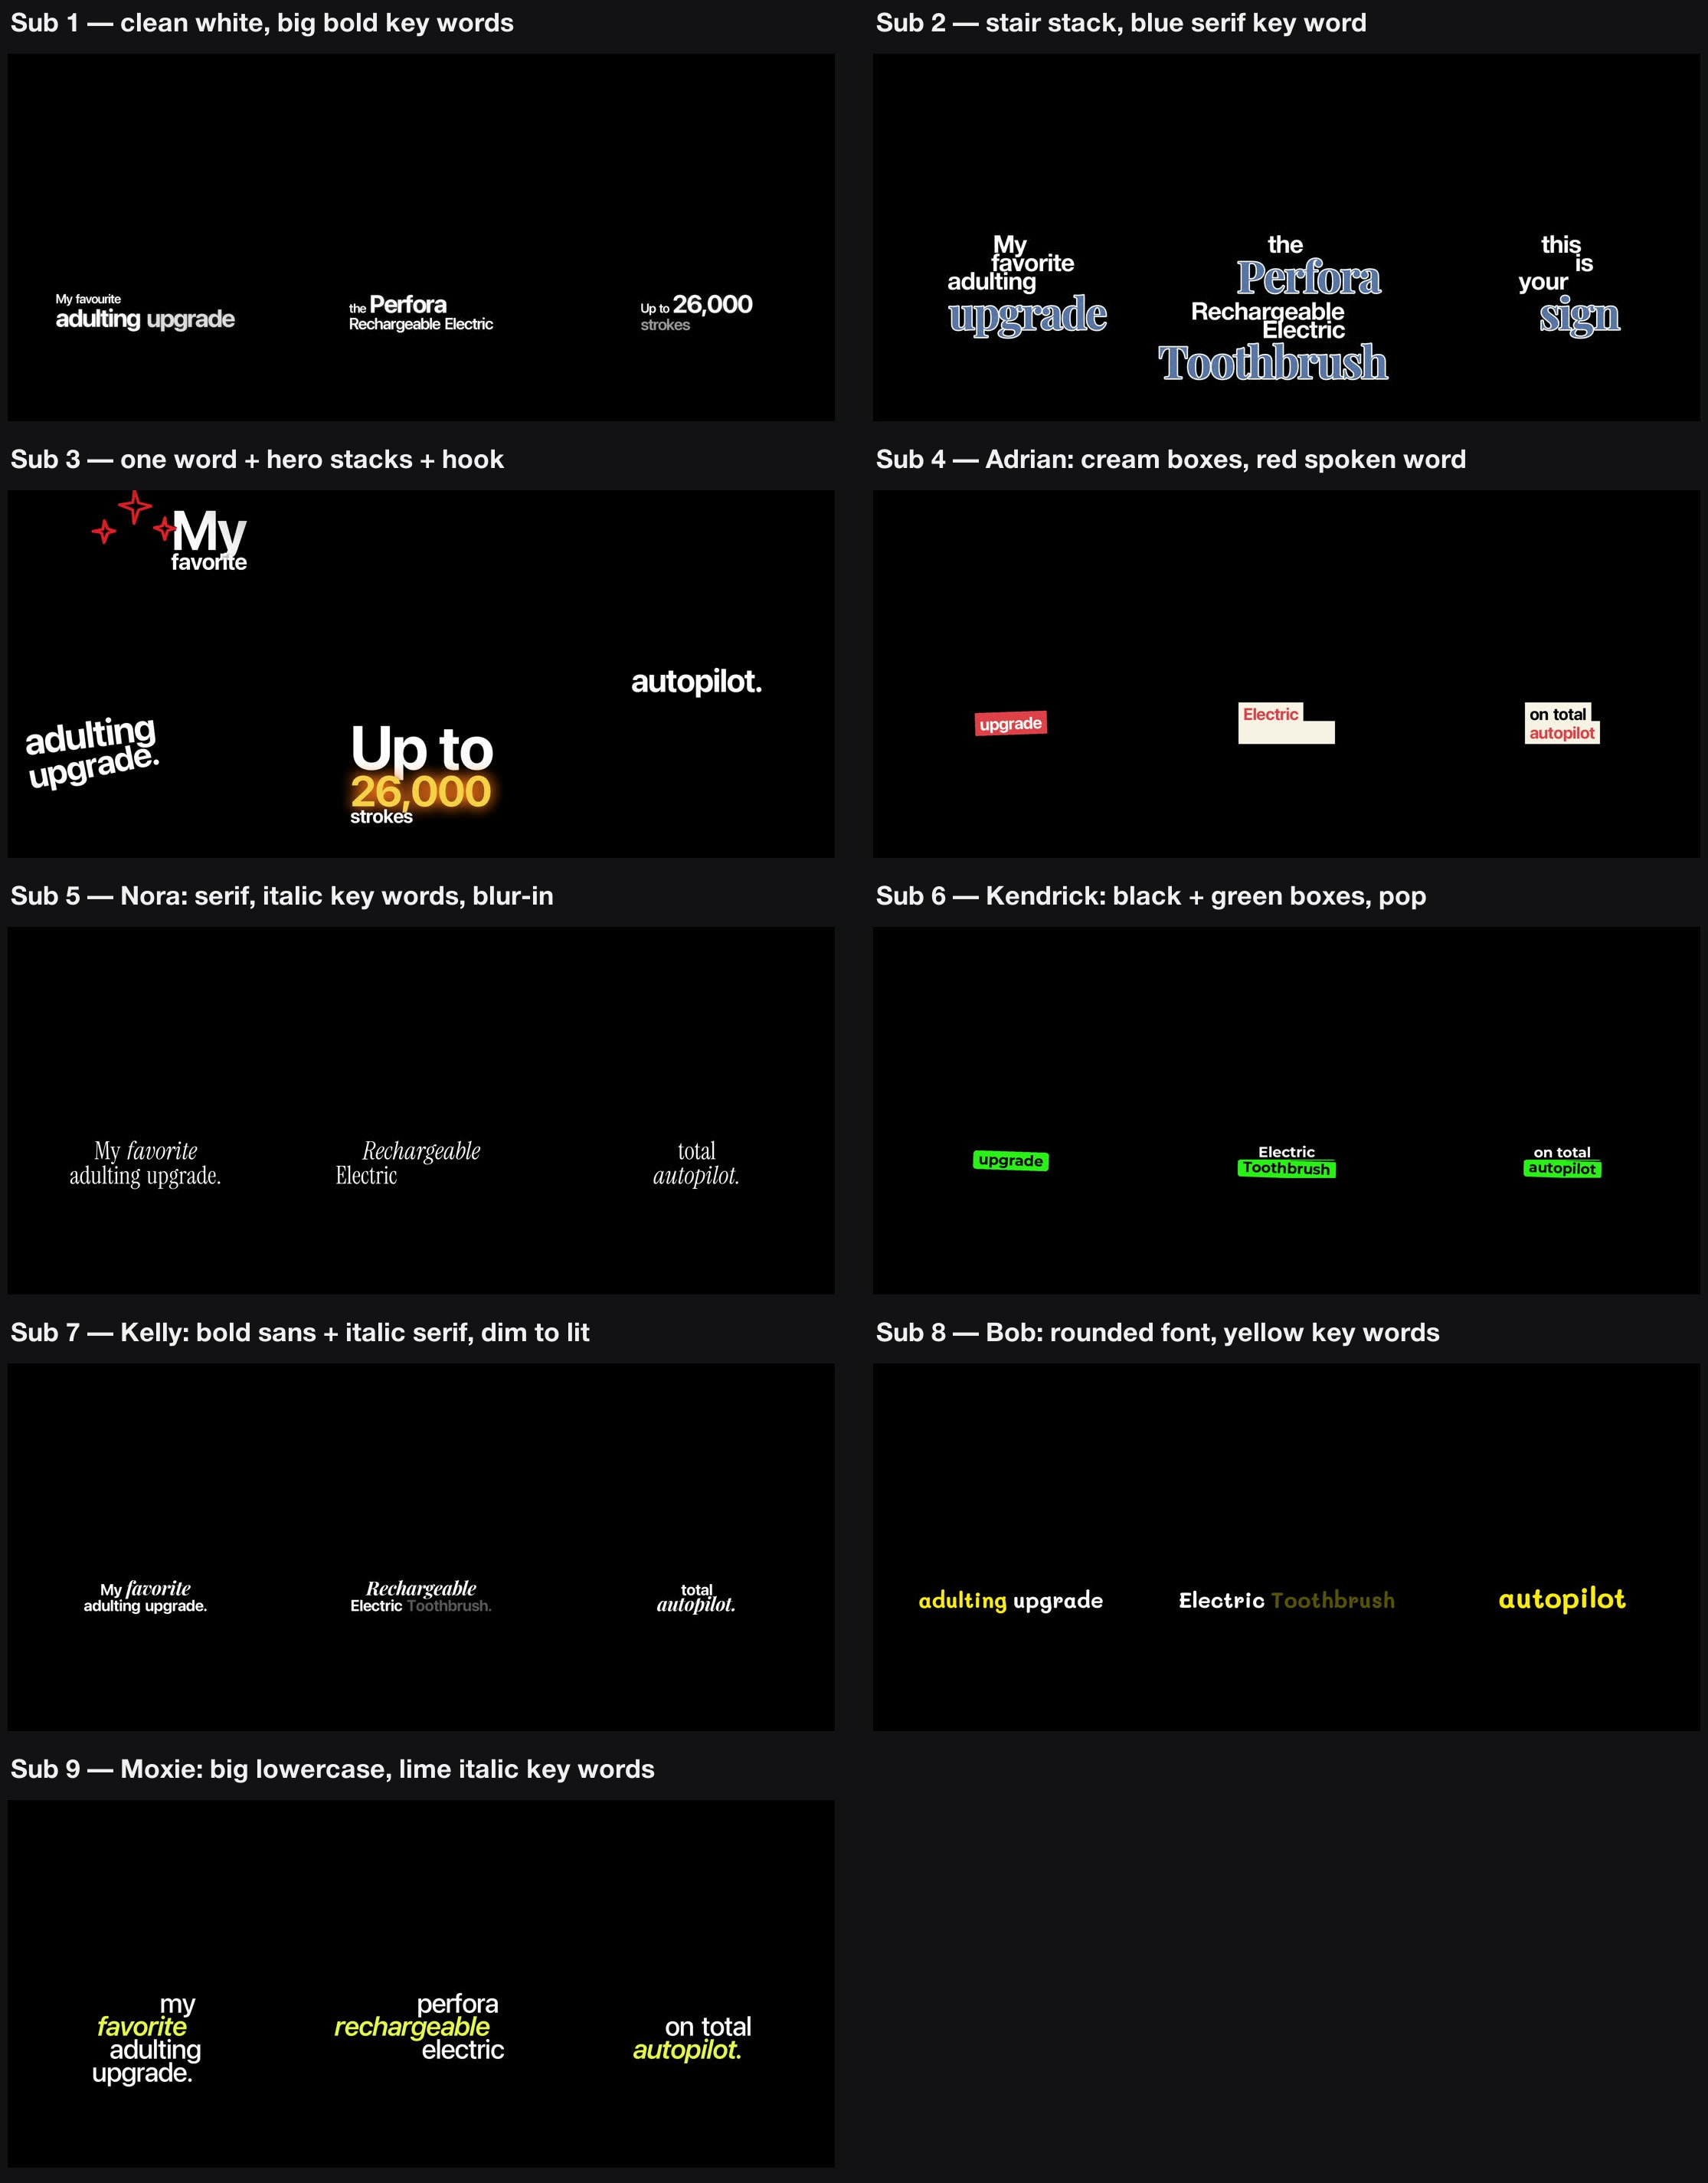 Sub 1 — clean white, big bold key words
My favourite
adulting upgrade
the Perfora
Rechargeable Electric
Up to 26,000
strokes
Sub 2 — stair stack, blue serif key word
My
favorite
adulting
upgrade
the
Perfora
Rechargeable
Electric
Toothbrush
this
is
your
sign
Sub 3 — one word + hero stacks + hook
My
favorite
adulting
upgrade.
Up to
26,000
strokes
autopilot.
Sub 4 — Adrian: cream boxes, red spoken word
upgrade
Electric
on total
autopilot
Sub 5 — Nora: serif, italic key words, blur-in
My favorite
adulting upgrade.
Rechargeable
Electric
total
autopilot.
Sub 6 — Kendrick: black + green boxes, pop
upgrade
Electric
Toothbrush
on total
autopilot
Sub 7 — Kelly: bold sans + italic serif, dim to lit
My favorite
adulting upgrade.
Rechargeable
Electric Toothbrush.
total
autopilot.
Sub 8 — Bob: rounded font, yellow key words
adulting upgrade
Electric Toothbrush
autopilot
Sub 9 — Moxie: big lowercase, lime italic key words
my
favorite
adulting
upgrade.
perfora
rechargeable
electric
on total
autopilot.